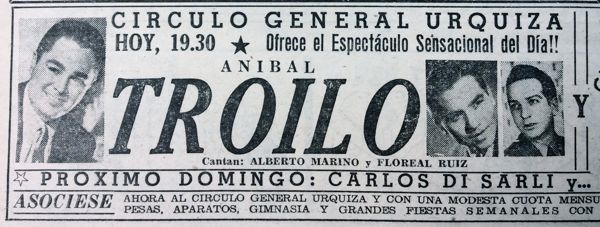 CIRCULO GENERAL URQUIZA
HOY, 19.30 ★ Ofrece el Espectáculo Sensacional del Día!!
ANIBAL
TROILO
Cantan: ALBERTO MARINO y FLOREAL RUIZ
Y
☆ PROXIMO DOMINGO: CARLOS DI SARLI y...
ASOCIESE AHORA AL CIRCULO GENERAL URQUIZA Y CON UNA MODESTA CUOTA MENSU
PESAS, APARATOS, GIMNASIA Y GRANDES FIESTAS SEMANALES CON